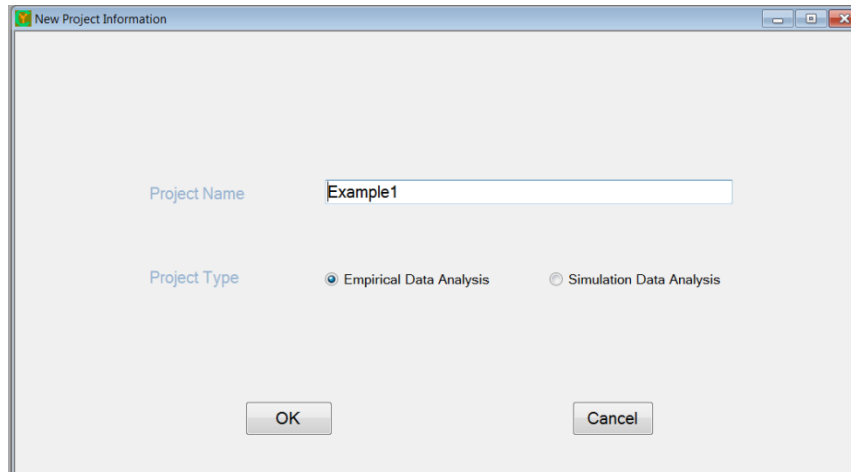 New Project Information
Project Name Example1
Project Type Empirical Data Analysis Simulation Data Analysis
OK Cancel